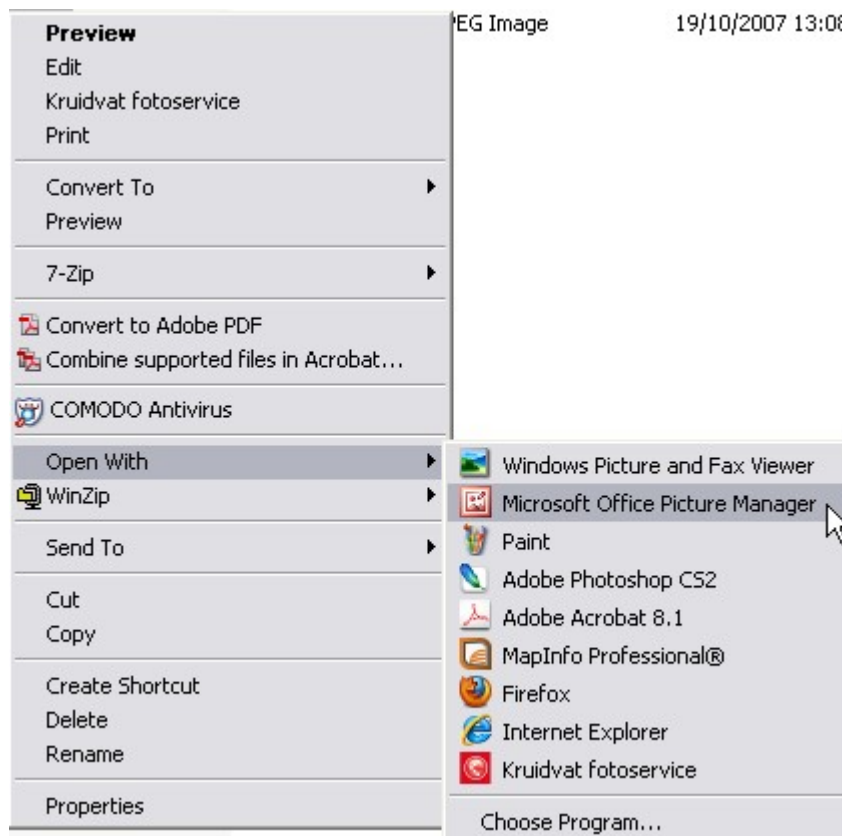 Preview
PEG Image 19/10/2007 13:08
Edit
Kruidvat fotoservice
Print
Convert To
Preview
7-Zip
Convert to Adobe PDF
Combine supported files in Acrobat...
COMODO Antivirus
Open With
WinZip
Send To
Cut
Copy
Create Shortcut
Delete
Rename
Properties
Windows Picture and Fax Viewer
Microsoft Office Picture Manager
Paint
Adobe Photoshop CS2
Adobe Acrobat 8.1
MapInfo Professional®
Firefox
Internet Explorer
Kruidvat fotoservice
Choose Program...